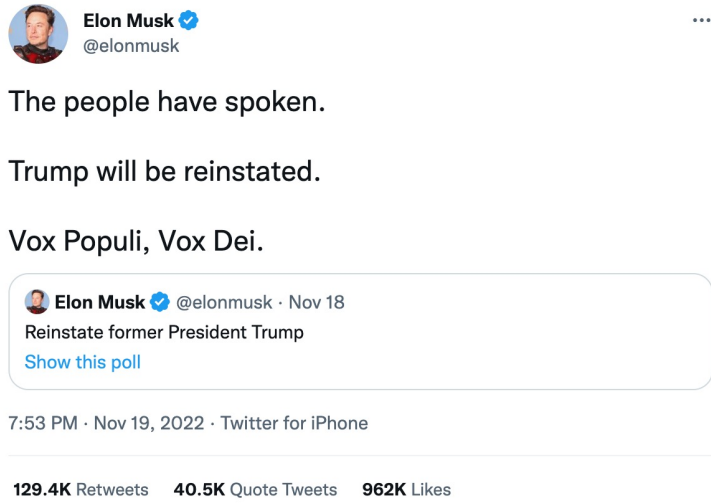 Elon Musk
@elonmusk
The people have spoken.
Trump will be reinstated.
Vox Populi, Vox Dei.
Elon Musk @elonmusk · Nov 18
Reinstate former President Trump
Show this poll
7:53 PM · Nov 19, 2022 · Twitter for iPhone
129.4K Retweets 40.5K Quote Tweets 962K Likes